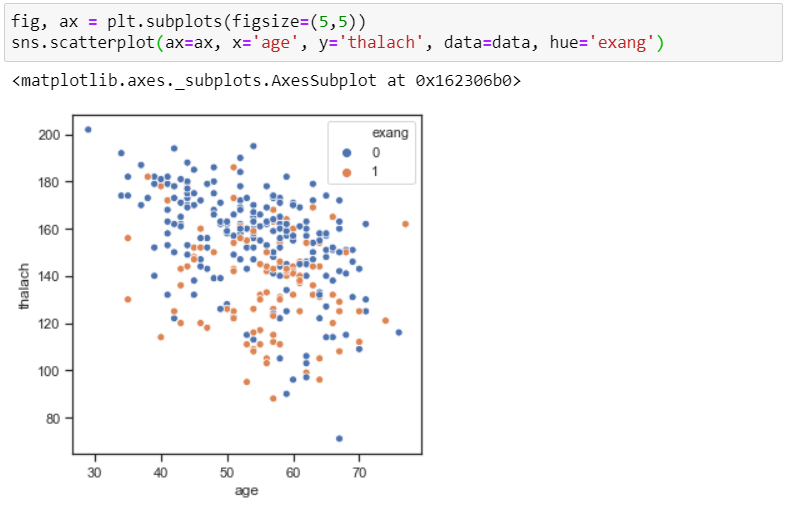 fig, ax = plt.subplots(figsize=(5,5))
sns.scatterplot(ax=ax, x='age', y='thalach', data=data, hue='exang')
<matplotlib.axes._subplots.AxesSubplot at 0x162306b0>
exang
0
1
200
180
160
140
120
100
80
thalach
30 40 50 60 70
age